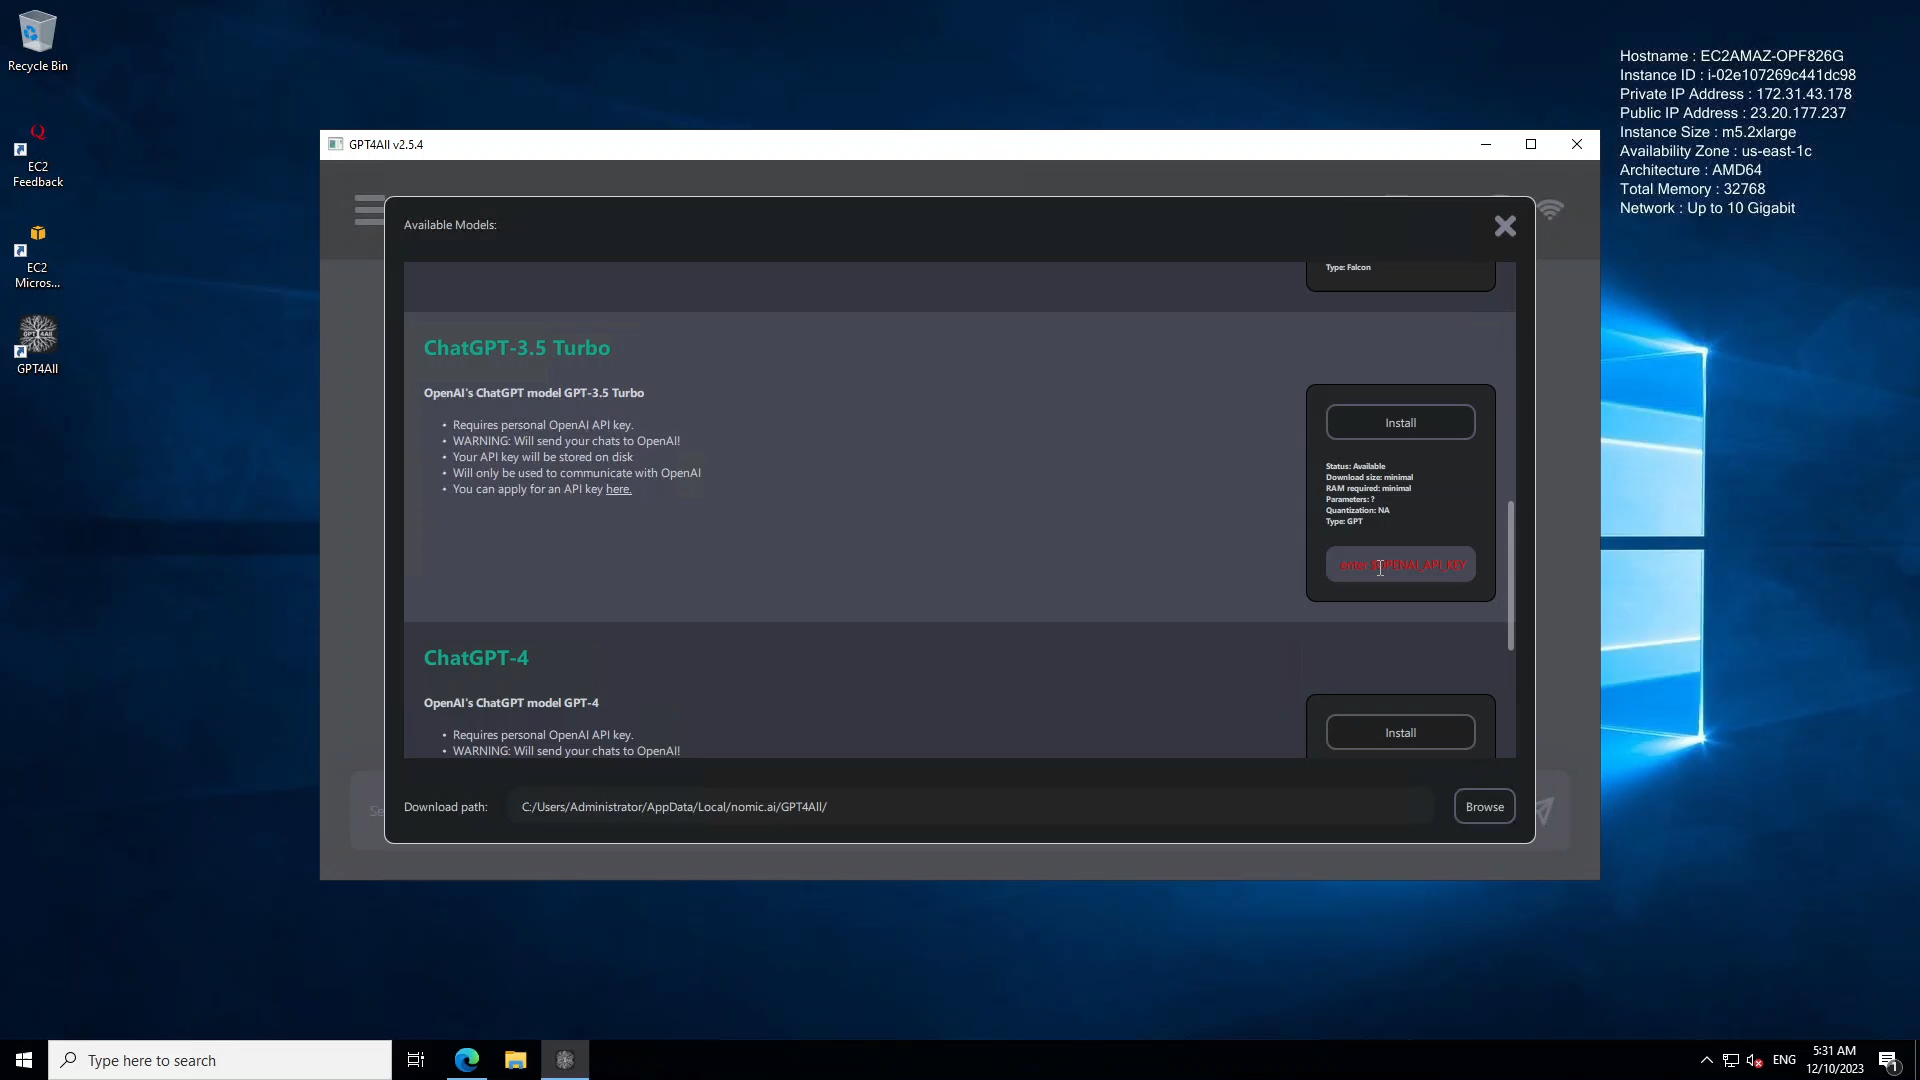 Recycle Bin
EC2
Feedback
EC2
Micros...
GPT4All
Hostname : EC2AMAZ-OPF826G
Instance ID : i-02e107269c441dc98
Private IP Address : 172.31.43.178
Public IP Address : 23.20.177.237
Instance Size : m5.2xlarge
Availability Zone : us-east-1c
Architecture : AMD64
Total Memory : 32768
Network : Up to 10 Gigabit
GPT4All v2.5.4
Available Models:
Type: Falcon
ChatGPT-3.5 Turbo
OpenAI's ChatGPT model GPT-3.5 Turbo
• Requires personal OpenAI API key.
• WARNING: Will send your chats to OpenAI!
• Your API key will be stored on disk
• Will only be used to communicate with OpenAI
• You can apply for an API key here.
Install
Status: Available
Download size: minimal
RAM required: minimal
Parameters: ?
Quantization: NA
Type: GPT
enter $OPENAI_API_KEY
ChatGPT-4
OpenAI's ChatGPT model GPT-4
• Requires personal OpenAI API key.
• WARNING: Will send your chats to OpenAI!
Install
Se
Download path: C:/Users/Administrator/AppData/Local/nomic.ai/GPT4All/
Browse
Type here to search
ENG
5:31 AM
12/10/2023
1